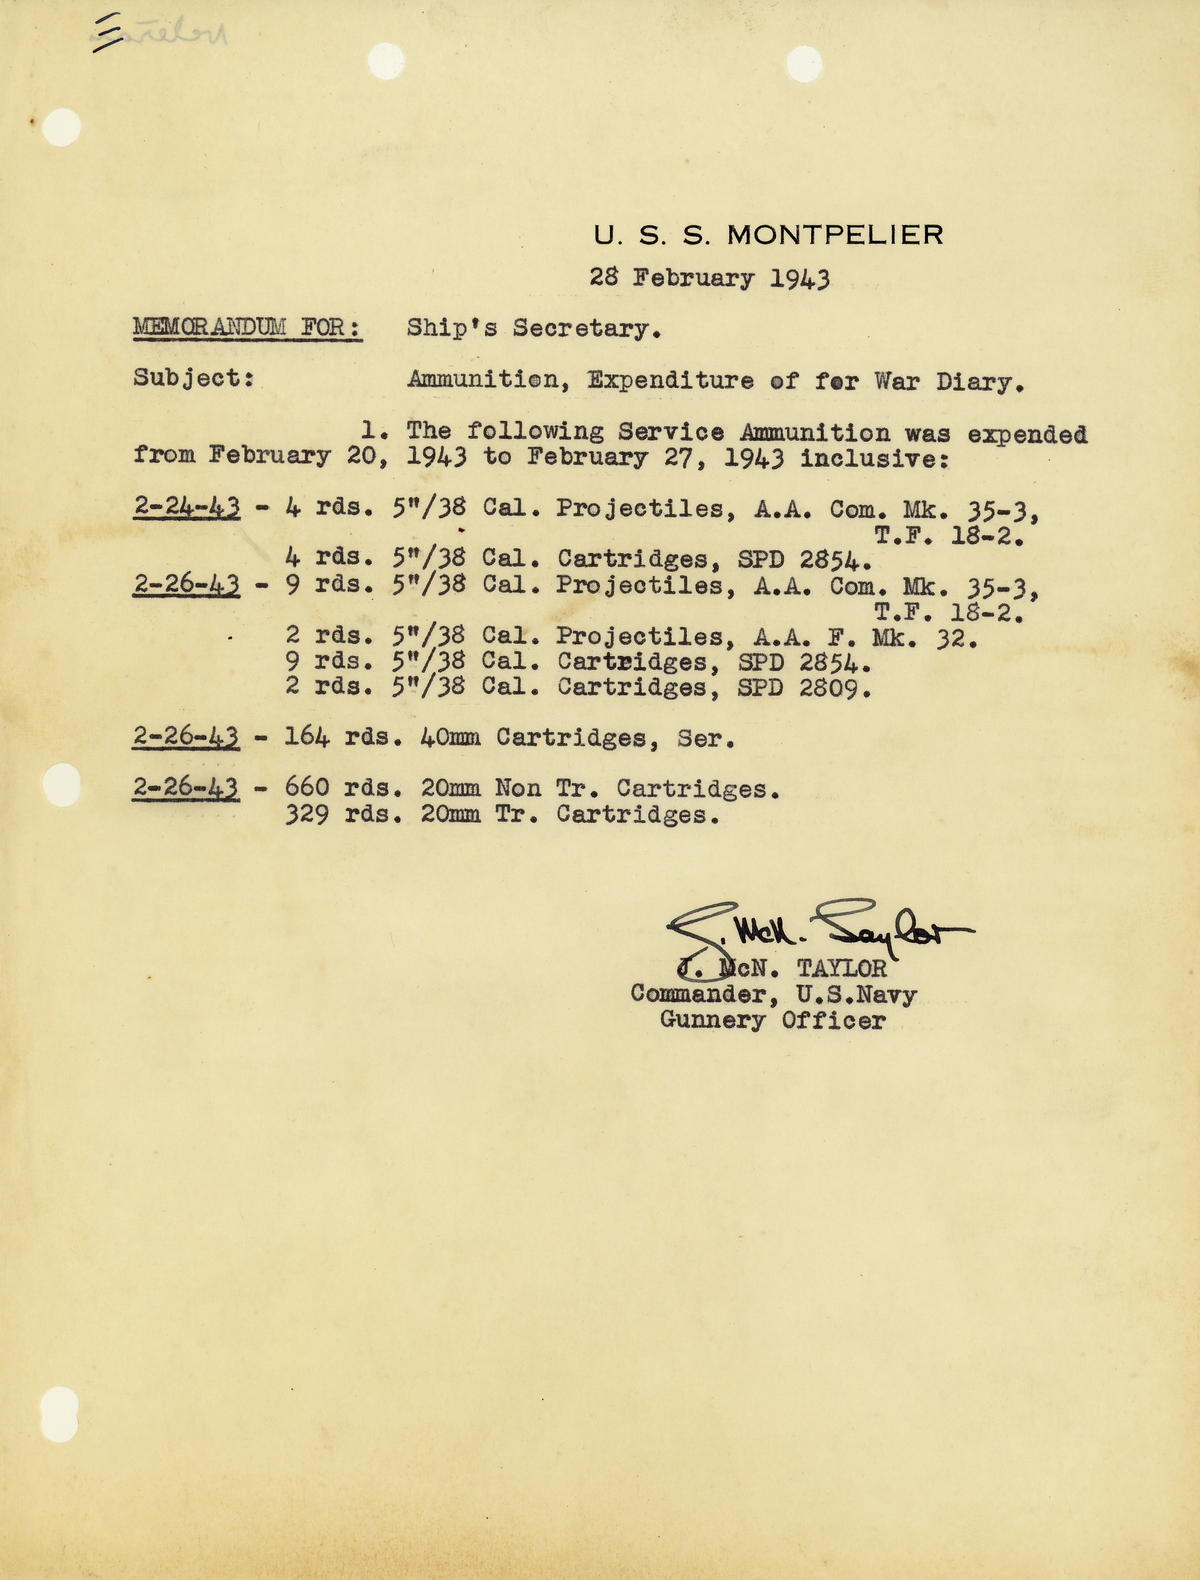 U. S. S. MONTPELIER
28 February 1943
MEMORANDUM FOR: Ship's Secretary.
Subject: Ammunition, Expenditure of for War Diary.
1. The following Service Ammunition was expended
from February 20, 1943 to February 27, 1943 inclusive:
2-24-43 - 4 rds. 5"/38 Cal. Projectiles, A.A. Com. Mk. 35-3,
T.F. 18-2.
4 rds. 5"/38 Cal. Cartridges, SPD 2854.
2-26-43 - 9 rds. 5"/38 Cal. Projectiles, A.A. Com. Mk. 35-3,
T.F. 18-2.
2 rds. 5"/38 Cal. Projectiles, A.A. F. Mk. 32.
9 rds. 5"/38 Cal. Cartridges, SPD 2854.
2 rds. 5"/38 Cal. Cartridges, SPD 2809.
2-26-43 - 164 rds. 40mm Cartridges, Ser.
2-26-43 - 660 rds. 20mm Non Tr. Cartridges.
329 rds. 20mm Tr. Cartridges.
J. McN. Taylor
J. McN. TAYLOR
Commander, U.S.Navy
Gunnery Officer